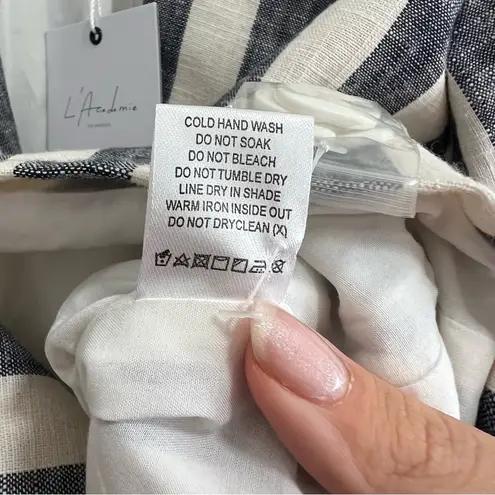 L'Academie
COLD HAND WASH
DO NOT SOAK
DO NOT BLEACH
DO NOT TUMBLE DRY
LINE DRY IN SHADE
WARM IRON INSIDE OUT
DO NOT DRYCLEAN (X)